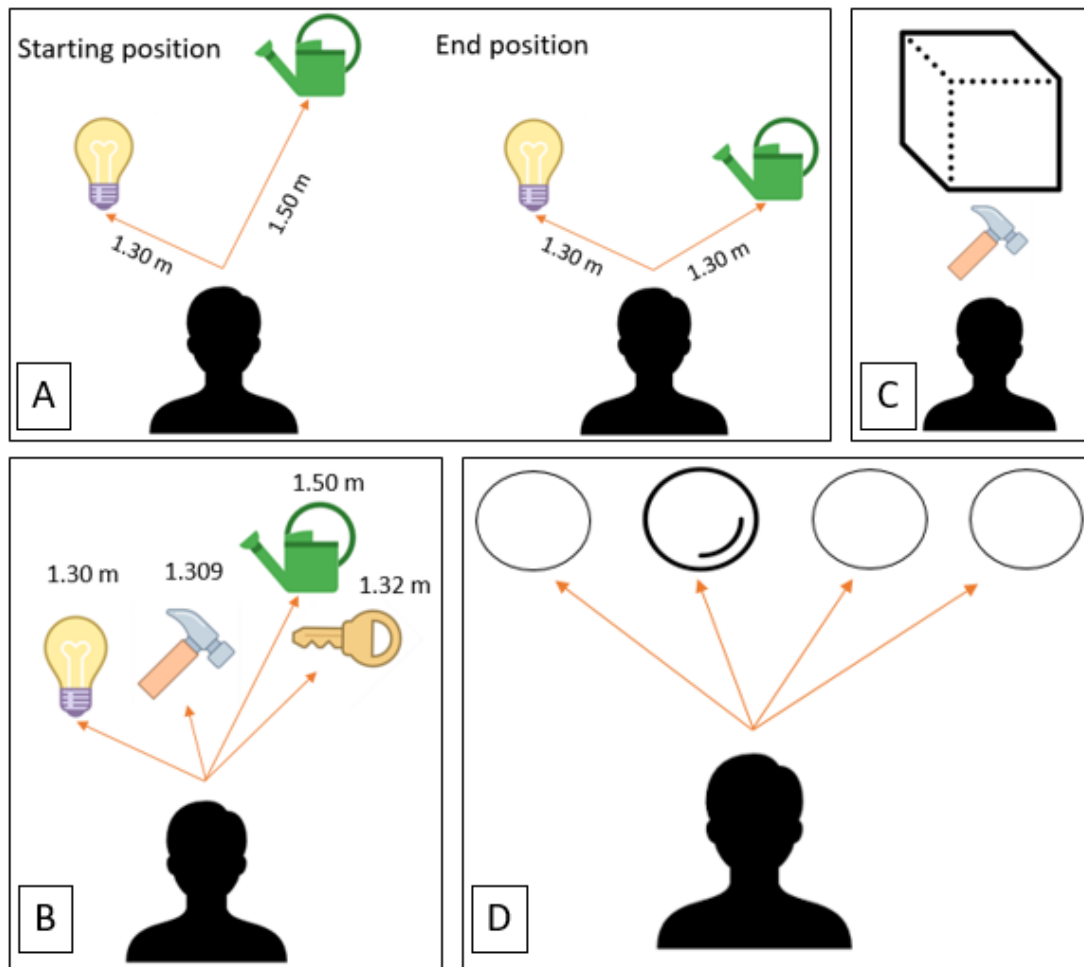 Starting position
End position
1.50 m
1.30 m
1.30 m
1.30 m
A
C
1.50 m
1.30 m
1.309
1.32 m
B
D